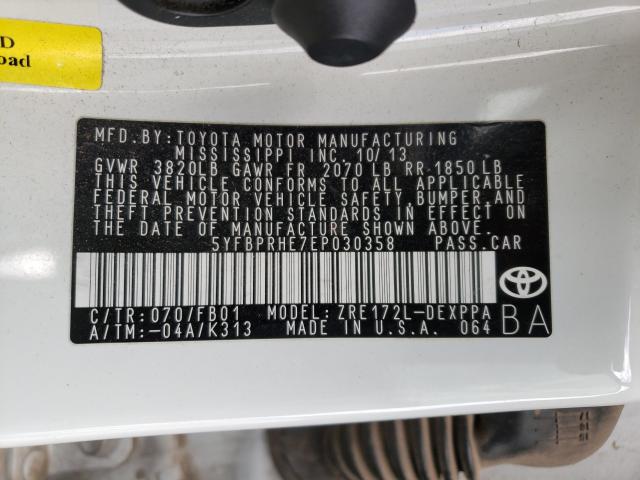 D
oad
MFD. BY: TOYOTA MOTOR MANUFACTURING
MISSISSIPPI INC. 10/13
GVWR 3820LB GAWR FR 2070 LB RR 1850 LB
THIS VEHICLE CONFORMS TO ALL APPLICABLE
FEDERAL MOTOR VEHICLE SAFETY,BUMPER,AND
THEFT PREVENTION STANDARDS IN EFFECT ON
THE DATE OF MANUFACTURE SHOWN ABOVE.
5YFBPRHE7EP030358 PASS.CAR
C/TR:070/FB01 MODEL:ZRE172L-DEXPPA
A/TM:-04A/K313 MADE IN U.S.A. 064 BA